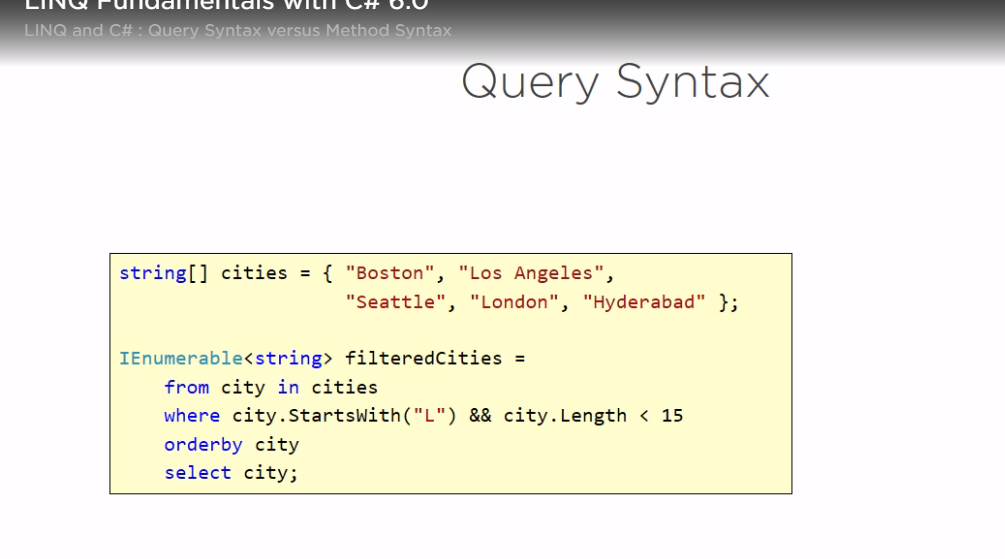 LINQ Fundamentals with C# 6.0
LINQ and C# : Query Syntax versus Method Syntax
Query Syntax
string[] cities = { "Boston", "Los Angeles",
"Seattle", "London", "Hyderabad" };
IEnumerable<string> filteredCities =
from city in cities
where city.StartsWith("L") && city.Length < 15
orderby city
select city;